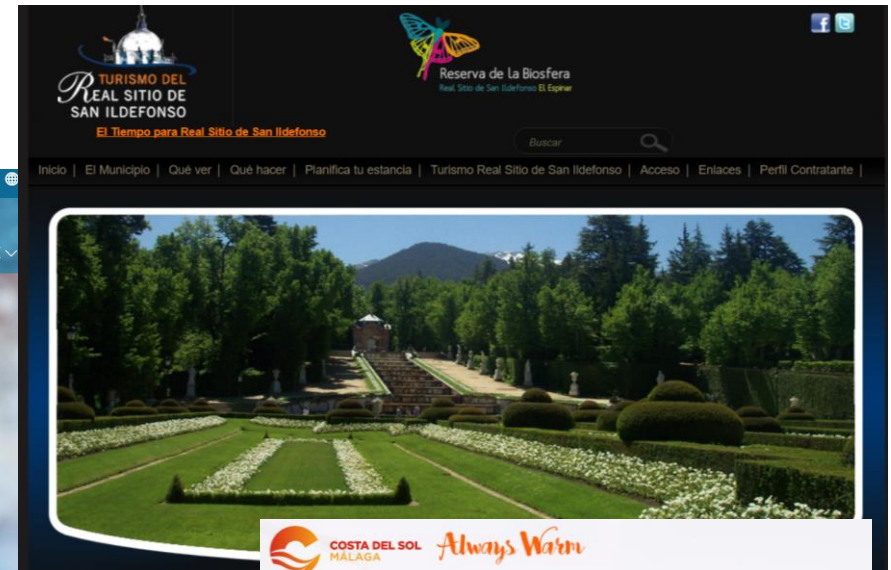 TURISMO DEL
REAL SITIO DE
SAN ILDEFONSO
Reserva de La Biosfera
Real Sitio de San Ildefonso El Espinar
El Tiempo para Real Sitio de San Ildefonso
Buscar
Inicio | El Municipio | Qué ver | Qué hacer | Planifica tu estancia | Turismo Real Sitio de San Ildefonso | Acceso | Enlaces | Perfil Contratante |
COSTA DEL SOL
MÁLAGA
Always Warm